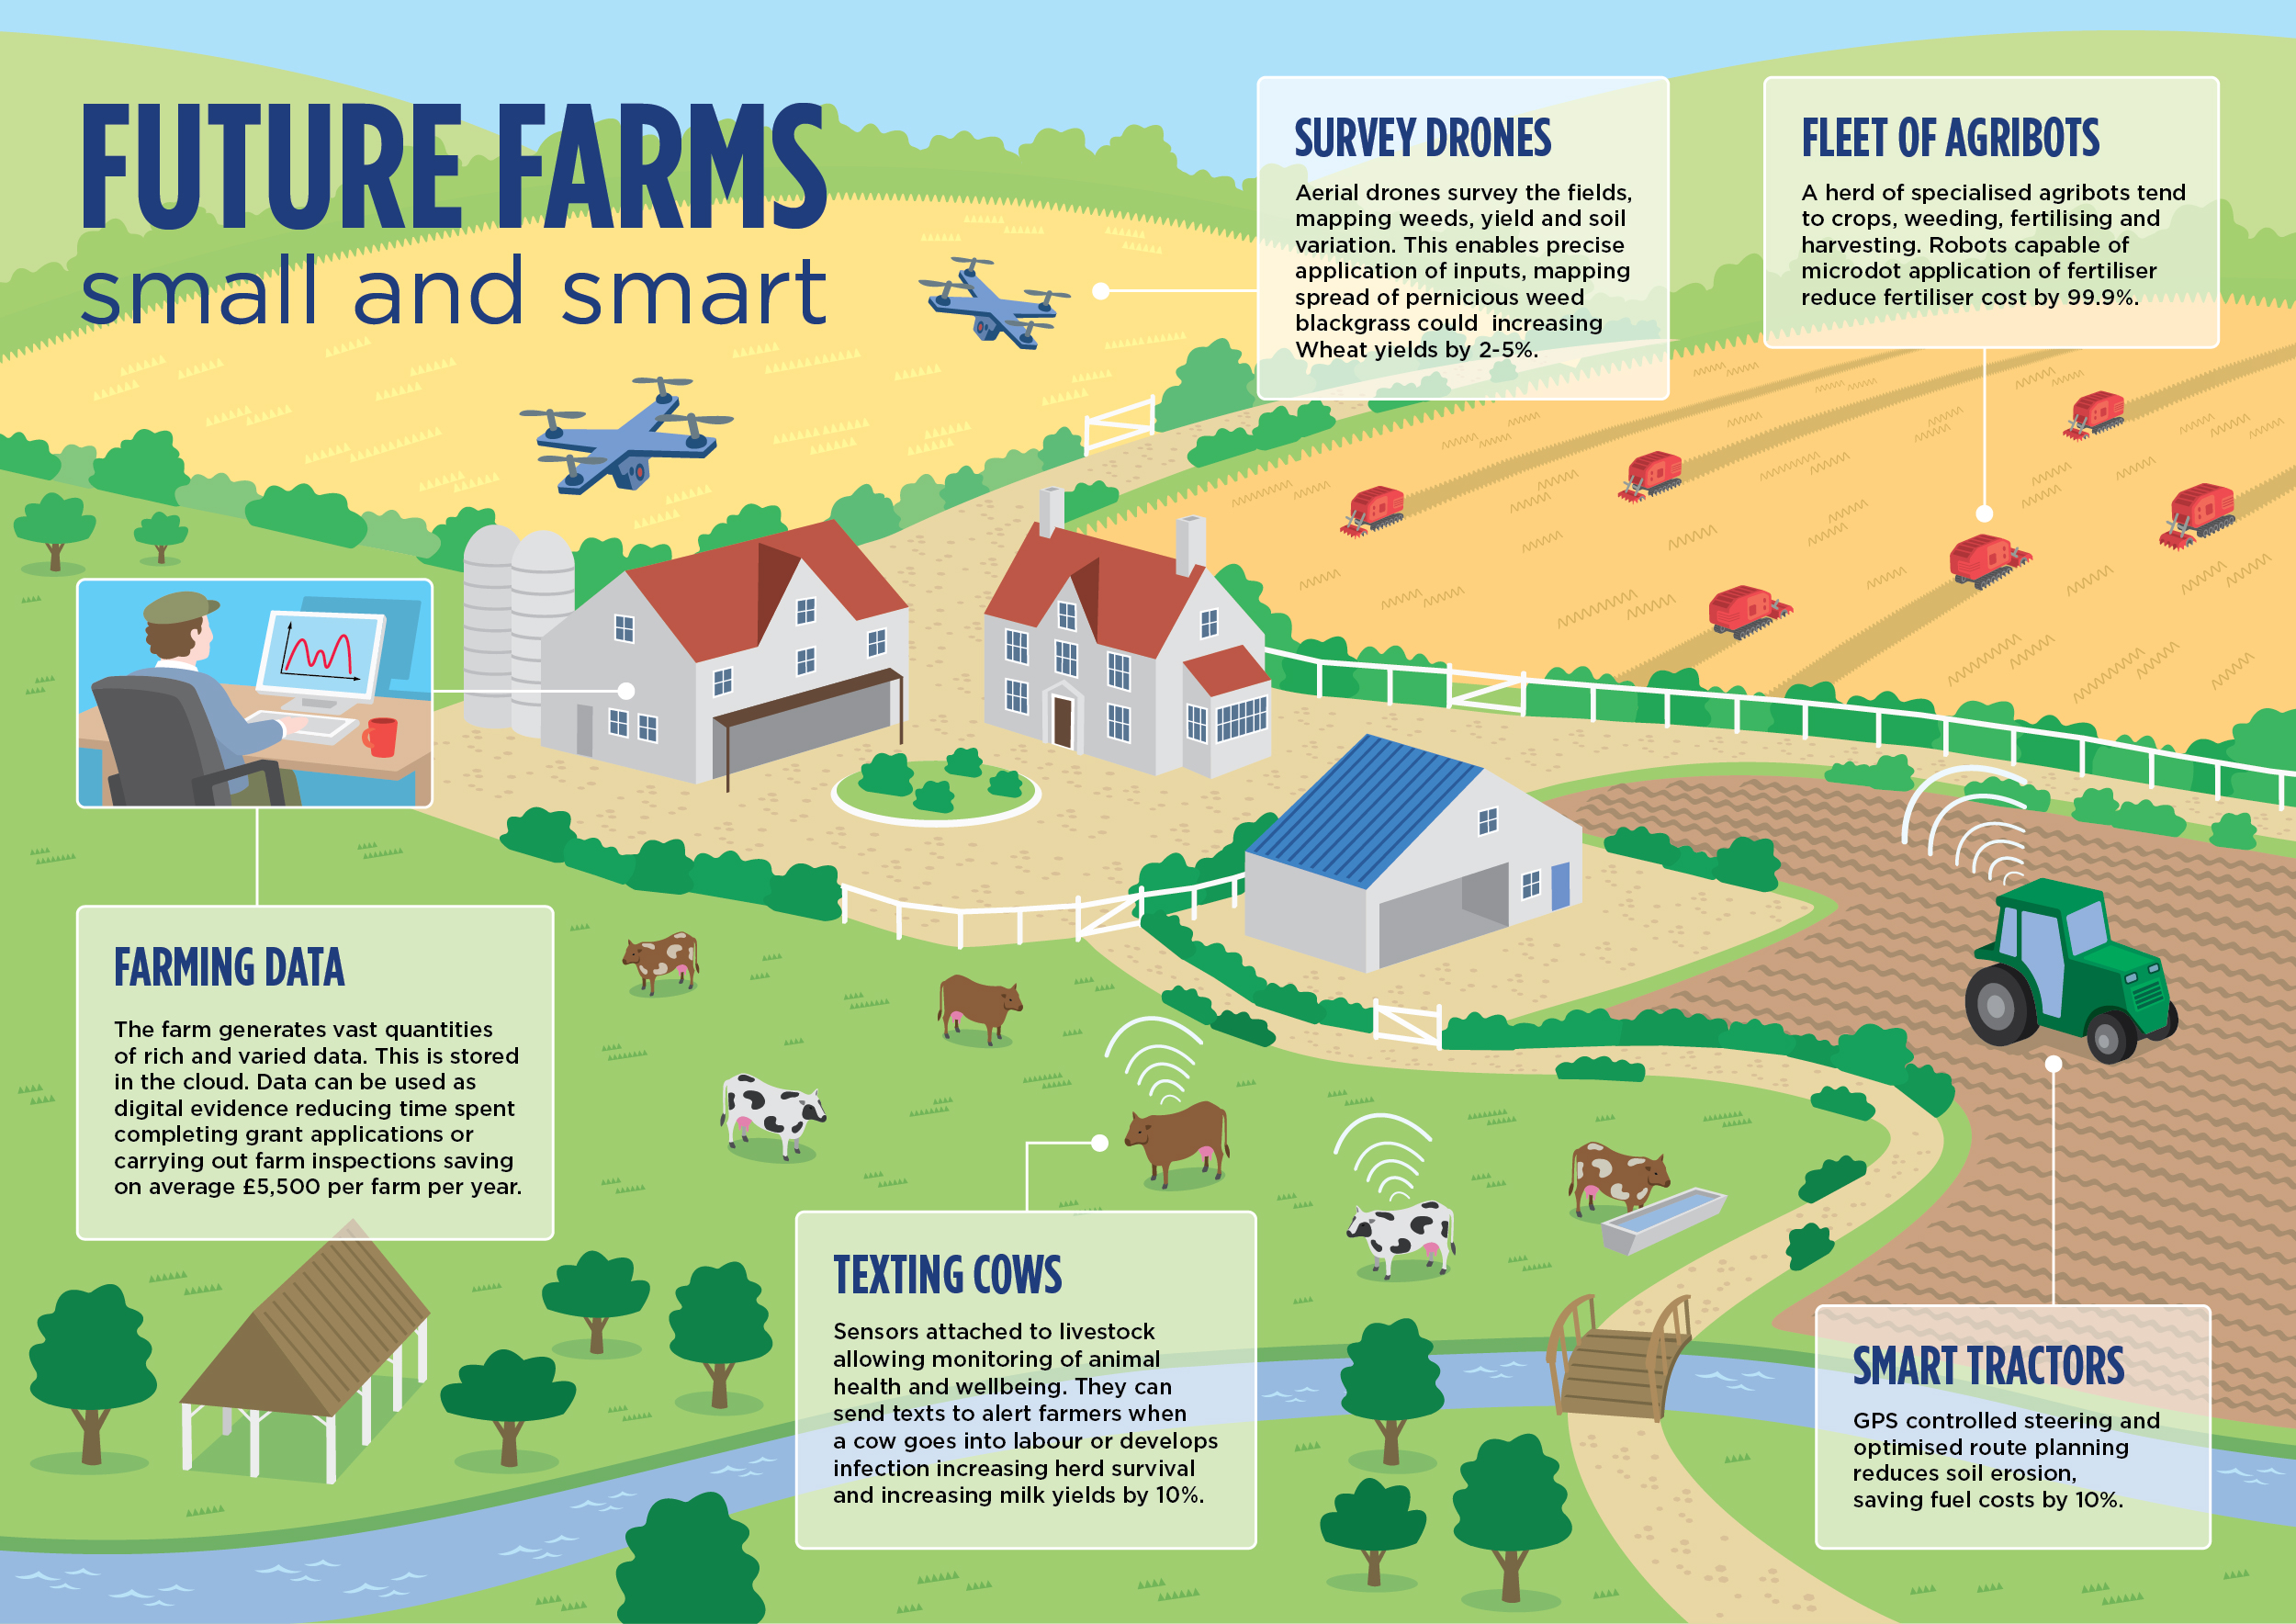 FUTURE FARMS
small and smart
SURVEY DRONES
Aerial drones survey the fields,
mapping weeds, yield and soil
variation. This enables precise
application of inputs, mapping
spread of pernicious weed
blackgrass could  increasing
Wheat yields by 2-5%.
FLEET OF AGRIBOTS
A herd of specialised agribots tend
to crops, weeding, fertilising and
harvesting. Robots capable of
microdot application of fertiliser
reduce fertiliser cost by 99.9%.
FARMING DATA
The farm generates vast quantities
of rich and varied data. This is stored
in the cloud. Data can be used as
digital evidence reducing time spent
completing grant applications or
carrying out farm inspections saving
on average £5,500 per farm per year.
TEXTING COWS
Sensors attached to livestock
allowing monitoring of animal
health and wellbeing. They can
send texts to alert farmers when
a cow goes into labour or develops
infection increasing herd survival
and increasing milk yields by 10%.
SMART TRACTORS
GPS controlled steering and
optimised route planning
reduces soil erosion,
saving fuel costs by 10%.